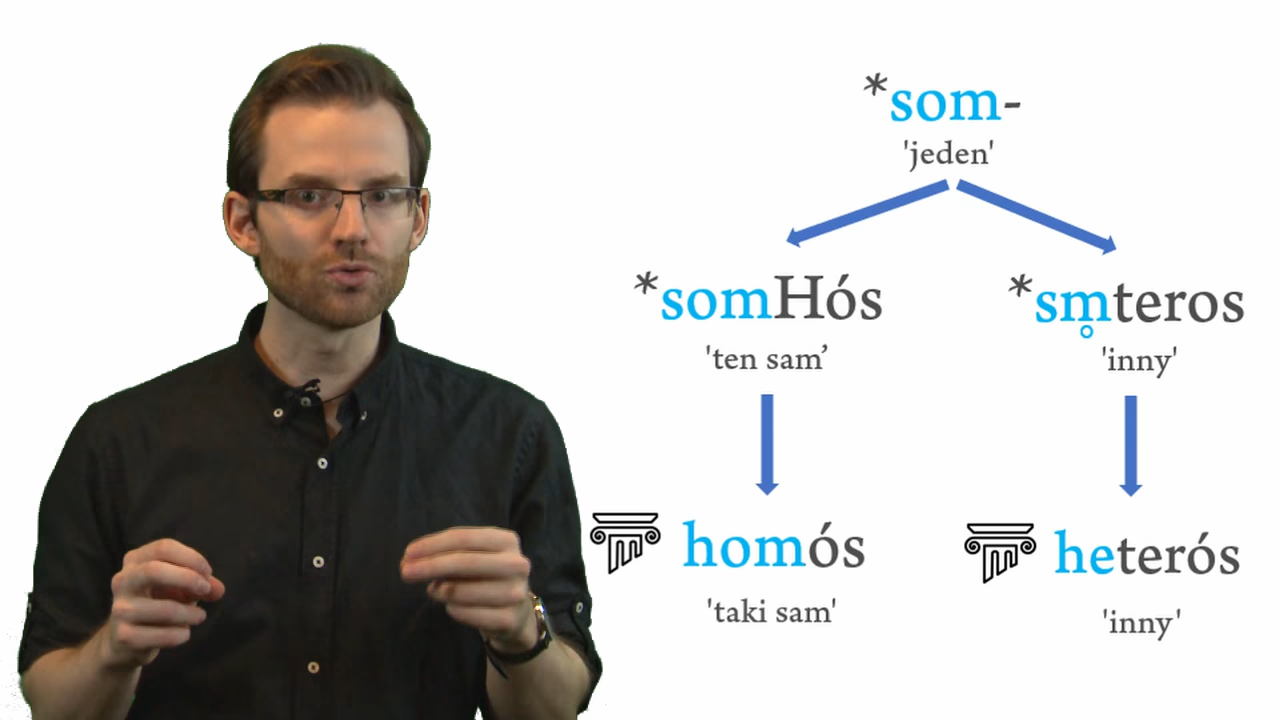 *som-
'jeden'
*somHós *sm̥teros
'ten sam’ 'inny'
homós heterós
'taki sam' 'inny'